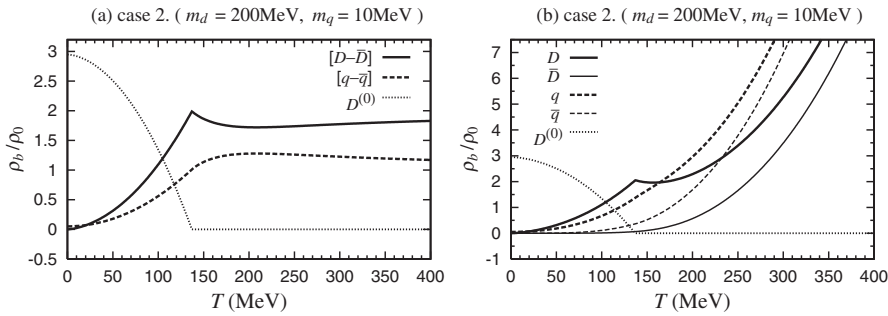 (a) case 2. ( m_d = 200MeV, m_q = 10MeV )
ρ_b/ρ_0
3
2.5
2
1.5
1
0.5
0
-0.5
[D–D̄]
[q–q̄]
D^(0)
0 50 100 150 200 250 300 350 400
T (MeV)
(b) case 2. ( m_d = 200MeV, m_q = 10MeV )
ρ_b/ρ_0
7
6
5
4
3
2
1
0
-1
D
D̄
q
q̄
D^(0)
0 50 100 150 200 250 300 350 400
T (MeV)